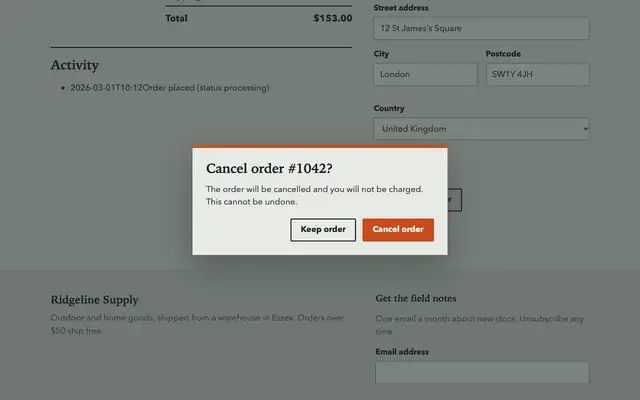 Total $153.00
Activity
2026-03-01T10:12Order placed (status processing)
Street address
12 St James's Square
City Postcode
London SW1Y 4JH
Country
United Kingdom
Cancel order #1042?
The order will be cancelled and you will not be charged.
This cannot be undone.
Keep order Cancel order
Ridgeline Supply
Outdoor and home goods, shipped from a warehouse in Essex. Orders over
$50 ship free.
Get the field notes
One email a month about new stock. Unsubscribe any
time.
Email address